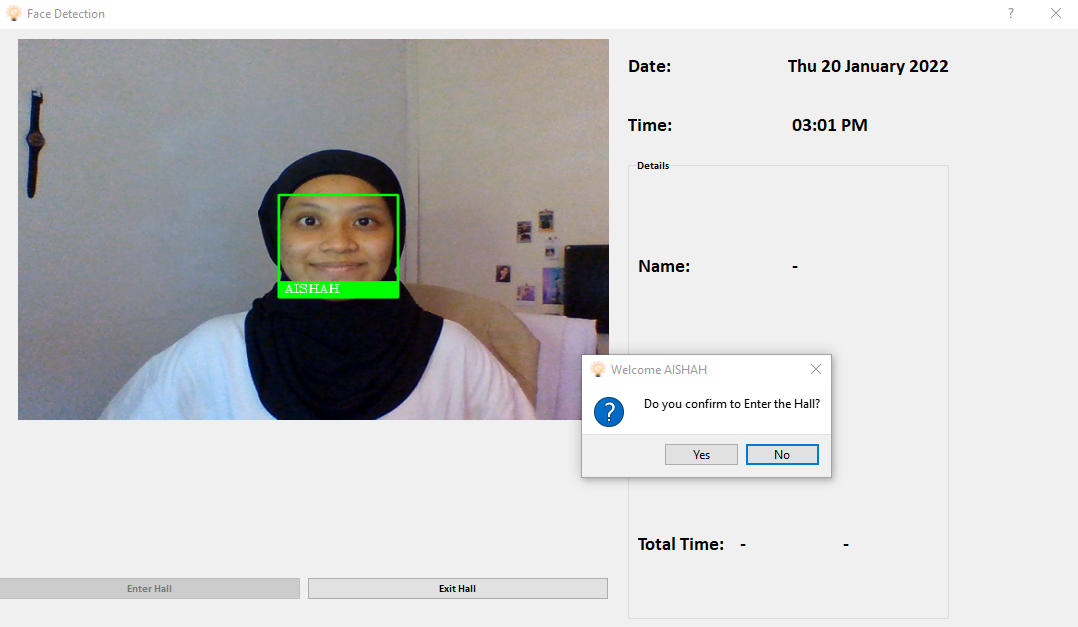 Face Detection
?
Date: Thu 20 January 2022
Time: 03:01 PM
Details
Name: -
AISHAH
Welcome AISHAH
Do you confirm to Enter the Hall?
?
Yes No
Total Time: - -
Enter Hall Exit Hall